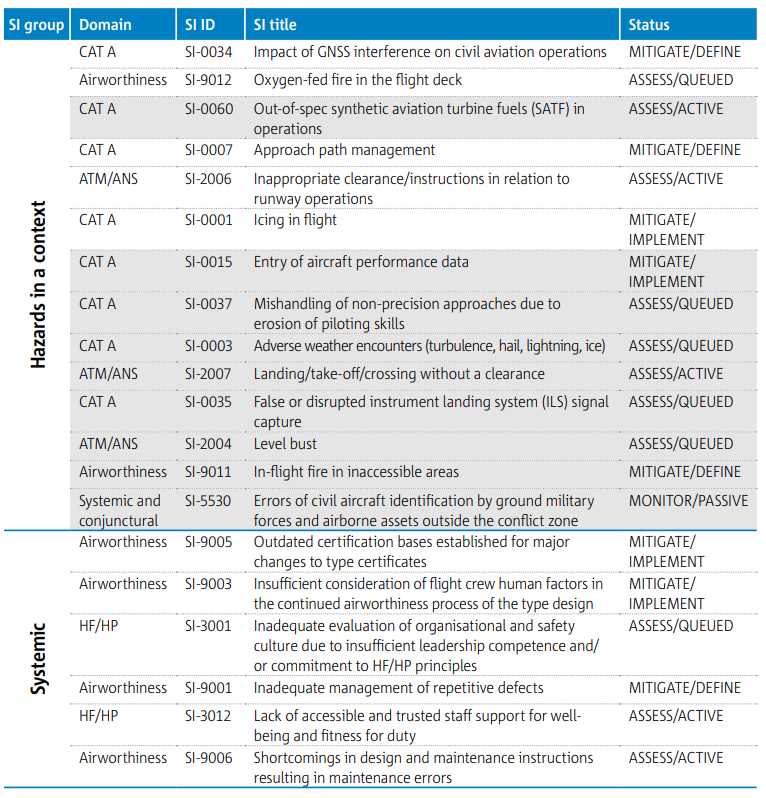 SI group Domain SI ID SI title Status
Hazards in a context
CAT A SI-0034 Impact of GNSS interference on civil aviation operations MITIGATE/DEFINE
Airworthiness SI-9012 Oxygen-fed fire in the flight deck ASSESS/QUEUED
CAT A SI-0060 Out-of-spec synthetic aviation turbine fuels (SATF) in ASSESS/ACTIVE
operations
CAT A SI-0007 Approach path management MITIGATE/DEFINE
ATM/ANS SI-2006 Inappropriate clearance/instructions in relation to ASSESS/ACTIVE
runway operations
CAT A SI-0001 Icing in flight MITIGATE/
IMPLEMENT
CAT A SI-0015 Entry of aircraft performance data MITIGATE/
IMPLEMENT
CAT A SI-0037 Mishandling of non-precision approaches due to ASSESS/QUEUED
erosion of piloting skills
CAT A SI-0003 Adverse weather encounters (turbulence, hail, lightning, ice) ASSESS/QUEUED
ATM/ANS SI-2007 Landing/take-off/crossing without a clearance ASSESS/ACTIVE
CAT A SI-0035 False or disrupted instrument landing system (ILS) signal ASSESS/QUEUED
capture
ATM/ANS SI-2004 Level bust ASSESS/QUEUED
Airworthiness SI-9011 In-flight fire in inaccessible areas MITIGATE/DEFINE
Systemic and SI-5530 Errors of civil aircraft identification by ground military MONITOR/PASSIVE
conjunctural forces and airborne assets outside the conflict zone
Systemic
Airworthiness SI-9005 Outdated certification bases established for major MITIGATE/
changes to type certificates IMPLEMENT
Airworthiness SI-9003 Insufficient consideration of flight crew human factors in MITIGATE/
the continued airworthiness process of the type design IMPLEMENT
HF/HP SI-3001 Inadequate evaluation of organisational and safety ASSESS/QUEUED
culture due to insufficient leadership competence and/
or commitment to HF/HP principles
Airworthiness SI-9001 Inadequate management of repetitive defects MITIGATE/DEFINE
HF/HP SI-3012 Lack of accessible and trusted staff support for well- ASSESS/ACTIVE
being and fitness for duty
Airworthiness SI-9006 Shortcomings in design and maintenance instructions ASSESS/ACTIVE
resulting in maintenance errors